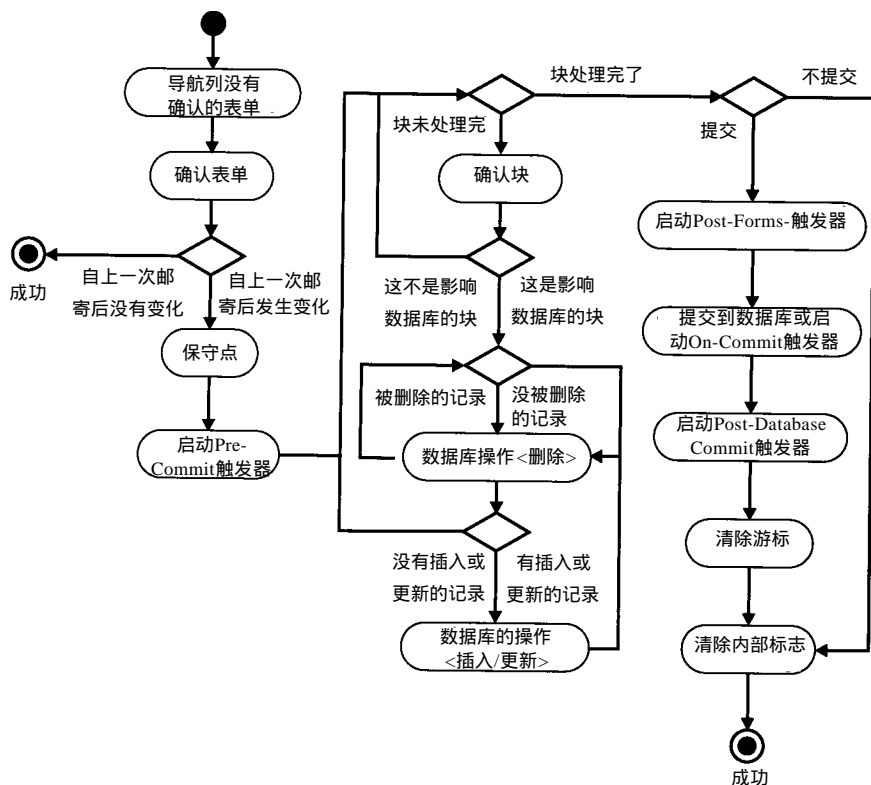 导航列没有
确认的表单
确认表单
自上一次邮
寄后没有变化
自上一次邮
寄后发生变化
成功
保守点
启动Pre-
Commit触发器
块处理完了
块未处理完
确认块
这不是影响
数据库的块
这是影响
数据库的块
被删除的记录
没被删除
的记录
数据库操作<删除>
没有插入或
更新的记录
有插入或
更新的记录
数据库的操作
<插入/更新>
不提交
提交
启动Post-Forms-触发器
提交到数据库或启
动On-Commit触发器
启动Post-Database
Commit触发器
清除游标
清除内部标志
成功